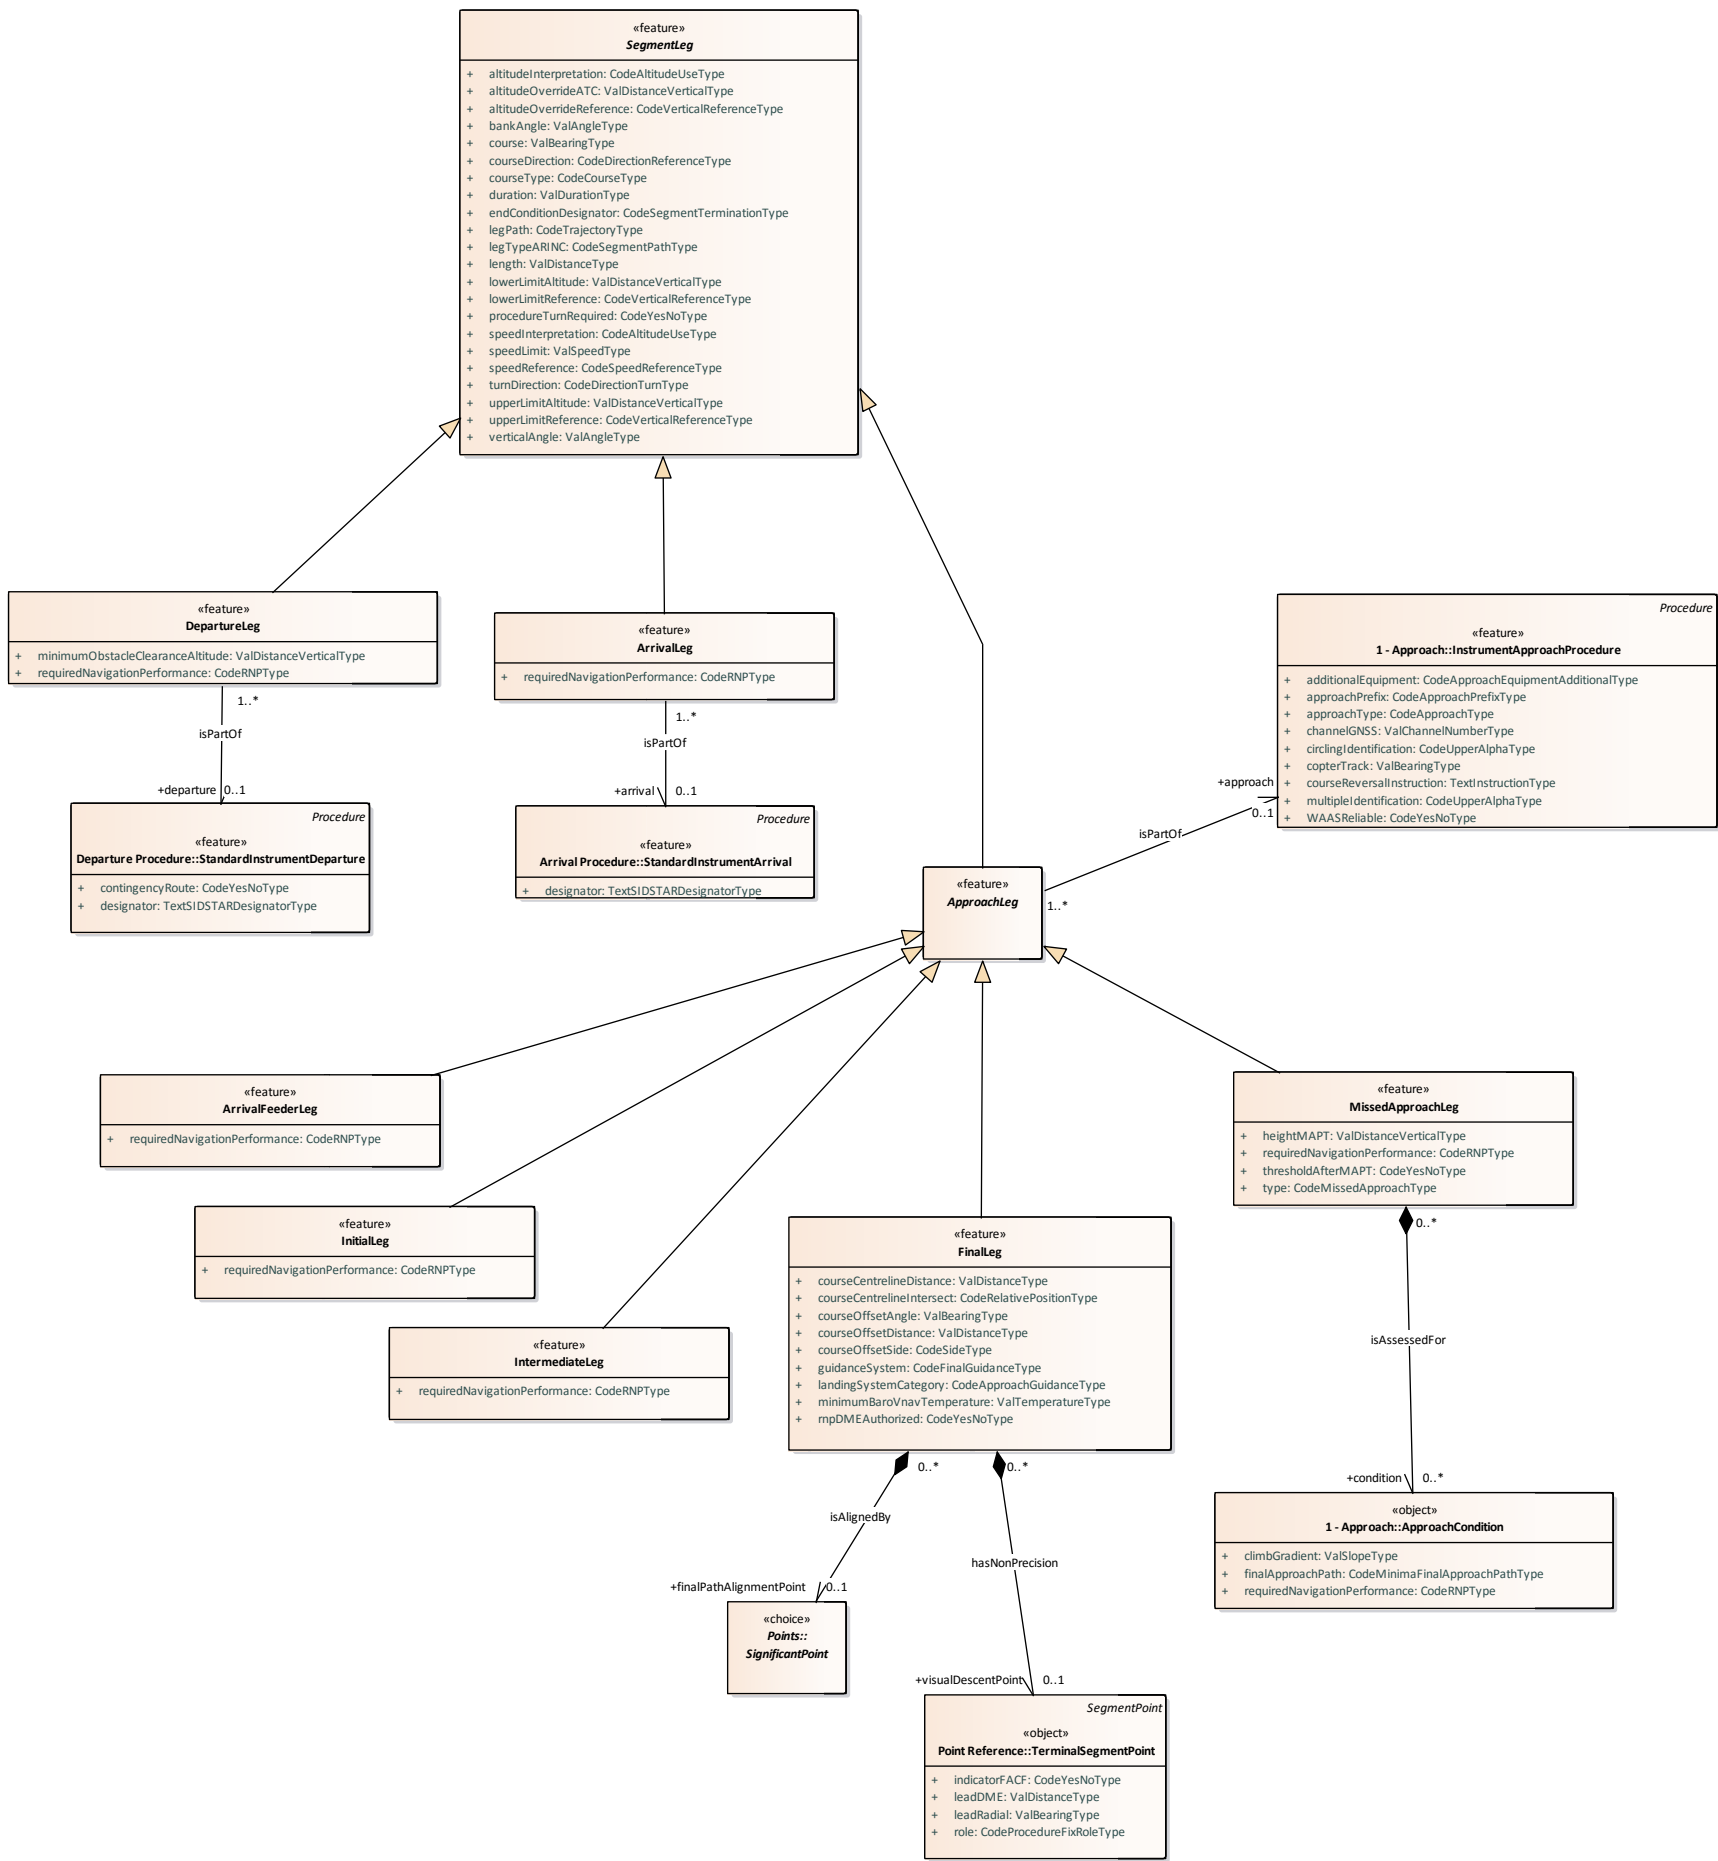 «feature»
SegmentLeg
+ altitudeInterpretation: CodeAltitudeUseType
+ altitudeOverrideATC: ValDistanceVerticalType
+ altitudeOverrideReference: CodeVerticalReferenceType
+ bankAngle: ValAngleType
+ course: ValBearingType
+ courseDirection: CodeDirectionReferenceType
+ courseType: CodeCourseType
+ duration: ValDurationType
+ endConditionDesignator: CodeSegmentTerminationType
+ legPath: CodeTrajectoryType
+ legTypeARINC: CodeSegmentPathType
+ length: ValDistanceType
+ lowerLimitAltitude: ValDistanceVerticalType
+ lowerLimitReference: CodeVerticalReferenceType
+ procedureTurnRequired: CodeYesNoType
+ speedInterpretation: CodeAltitudeUseType
+ speedLimit: ValSpeedType
+ speedReference: CodeSpeedReferenceType
+ turnDirection: CodeDirectionTurnType
+ upperLimitAltitude: ValDistanceVerticalType
+ upperLimitReference: CodeVerticalReferenceType
+ verticalAngle: ValAngleType
«feature»
DepartureLeg
+ minimumObstacleClearanceAltitude: ValDistanceVerticalType
+ requiredNavigationPerformance: CodeRNPType
1..*
isPartOf
+departure 0..1
Procedure
«feature»
Departure Procedure::StandardInstrumentDeparture
+ contingencyRoute: CodeYesNoType
+ designator: TextSIDSTARDesignatorType
«feature»
ArrivalLeg
+ requiredNavigationPerformance: CodeRNPType
1..*
isPartOf
+arrival 0..1
Procedure
«feature»
Arrival Procedure::StandardInstrumentArrival
+ designator: TextSIDSTARDesignatorType
Procedure
«feature»
1 - Approach::InstrumentApproachProcedure
+ additionalEquipment: CodeApproachEquipmentAdditionalType
+ approachPrefix: CodeApproachPrefixType
+ approachType: CodeApproachType
+ channelGNSS: ValChannelNumberType
+ circlingIdentification: CodeUpperAlphaType
+ copterTrack: ValBearingType
+ courseReversalInstruction: TextInstructionType
+ multipleIdentification: CodeUpperAlphaType
+ WAASReliable: CodeYesNoType
+approach
0..1
isPartOf
1..*
«feature»
ApproachLeg
«feature»
ArrivalFeederLeg
+ requiredNavigationPerformance: CodeRNPType
«feature»
InitialLeg
+ requiredNavigationPerformance: CodeRNPType
«feature»
IntermediateLeg
+ requiredNavigationPerformance: CodeRNPType
«feature»
FinalLeg
+ courseCentrelineDistance: ValDistanceType
+ courseCentrelineIntersect: CodeRelativePositionType
+ courseOffsetAngle: ValBearingType
+ courseOffsetDistance: ValDistanceType
+ courseOffsetSide: CodeSideType
+ guidanceSystem: CodeFinalGuidanceType
+ landingSystemCategory: CodeApproachGuidanceType
+ minimumBaroVnavTemperature: ValTemperatureType
+ rnpDMEAuthorized: CodeYesNoType
«feature»
MissedApproachLeg
+ heightMAPT: ValDistanceVerticalType
+ requiredNavigationPerformance: CodeRNPType
+ thresholdAfterMAPT: CodeYesNoType
+ type: CodeMissedApproachType
0..*
isAssessedFor
+condition 0..*
«object»
1 - Approach::ApproachCondition
+ climbGradient: ValSlopeType
+ finalApproachPath: CodeMinimaFinalApproachPathType
+ requiredNavigationPerformance: CodeRNPType
0..*
isAlignedBy
+finalPathAlignmentPoint 0..1
«choice»
Points::
SignificantPoint
0..*
hasNonPrecision
+visualDescentPoint 0..1
SegmentPoint
«object»
Point Reference::TerminalSegmentPoint
+ indicatorFACF: CodeYesNoType
+ leadDME: ValDistanceType
+ leadRadial: ValBearingType
+ role: CodeProcedureFixRoleType